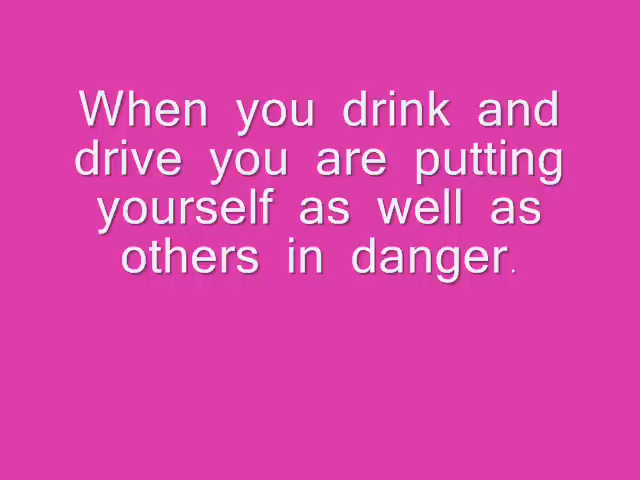 When you drink and
drive you are putting
yourself as well as
others in danger.